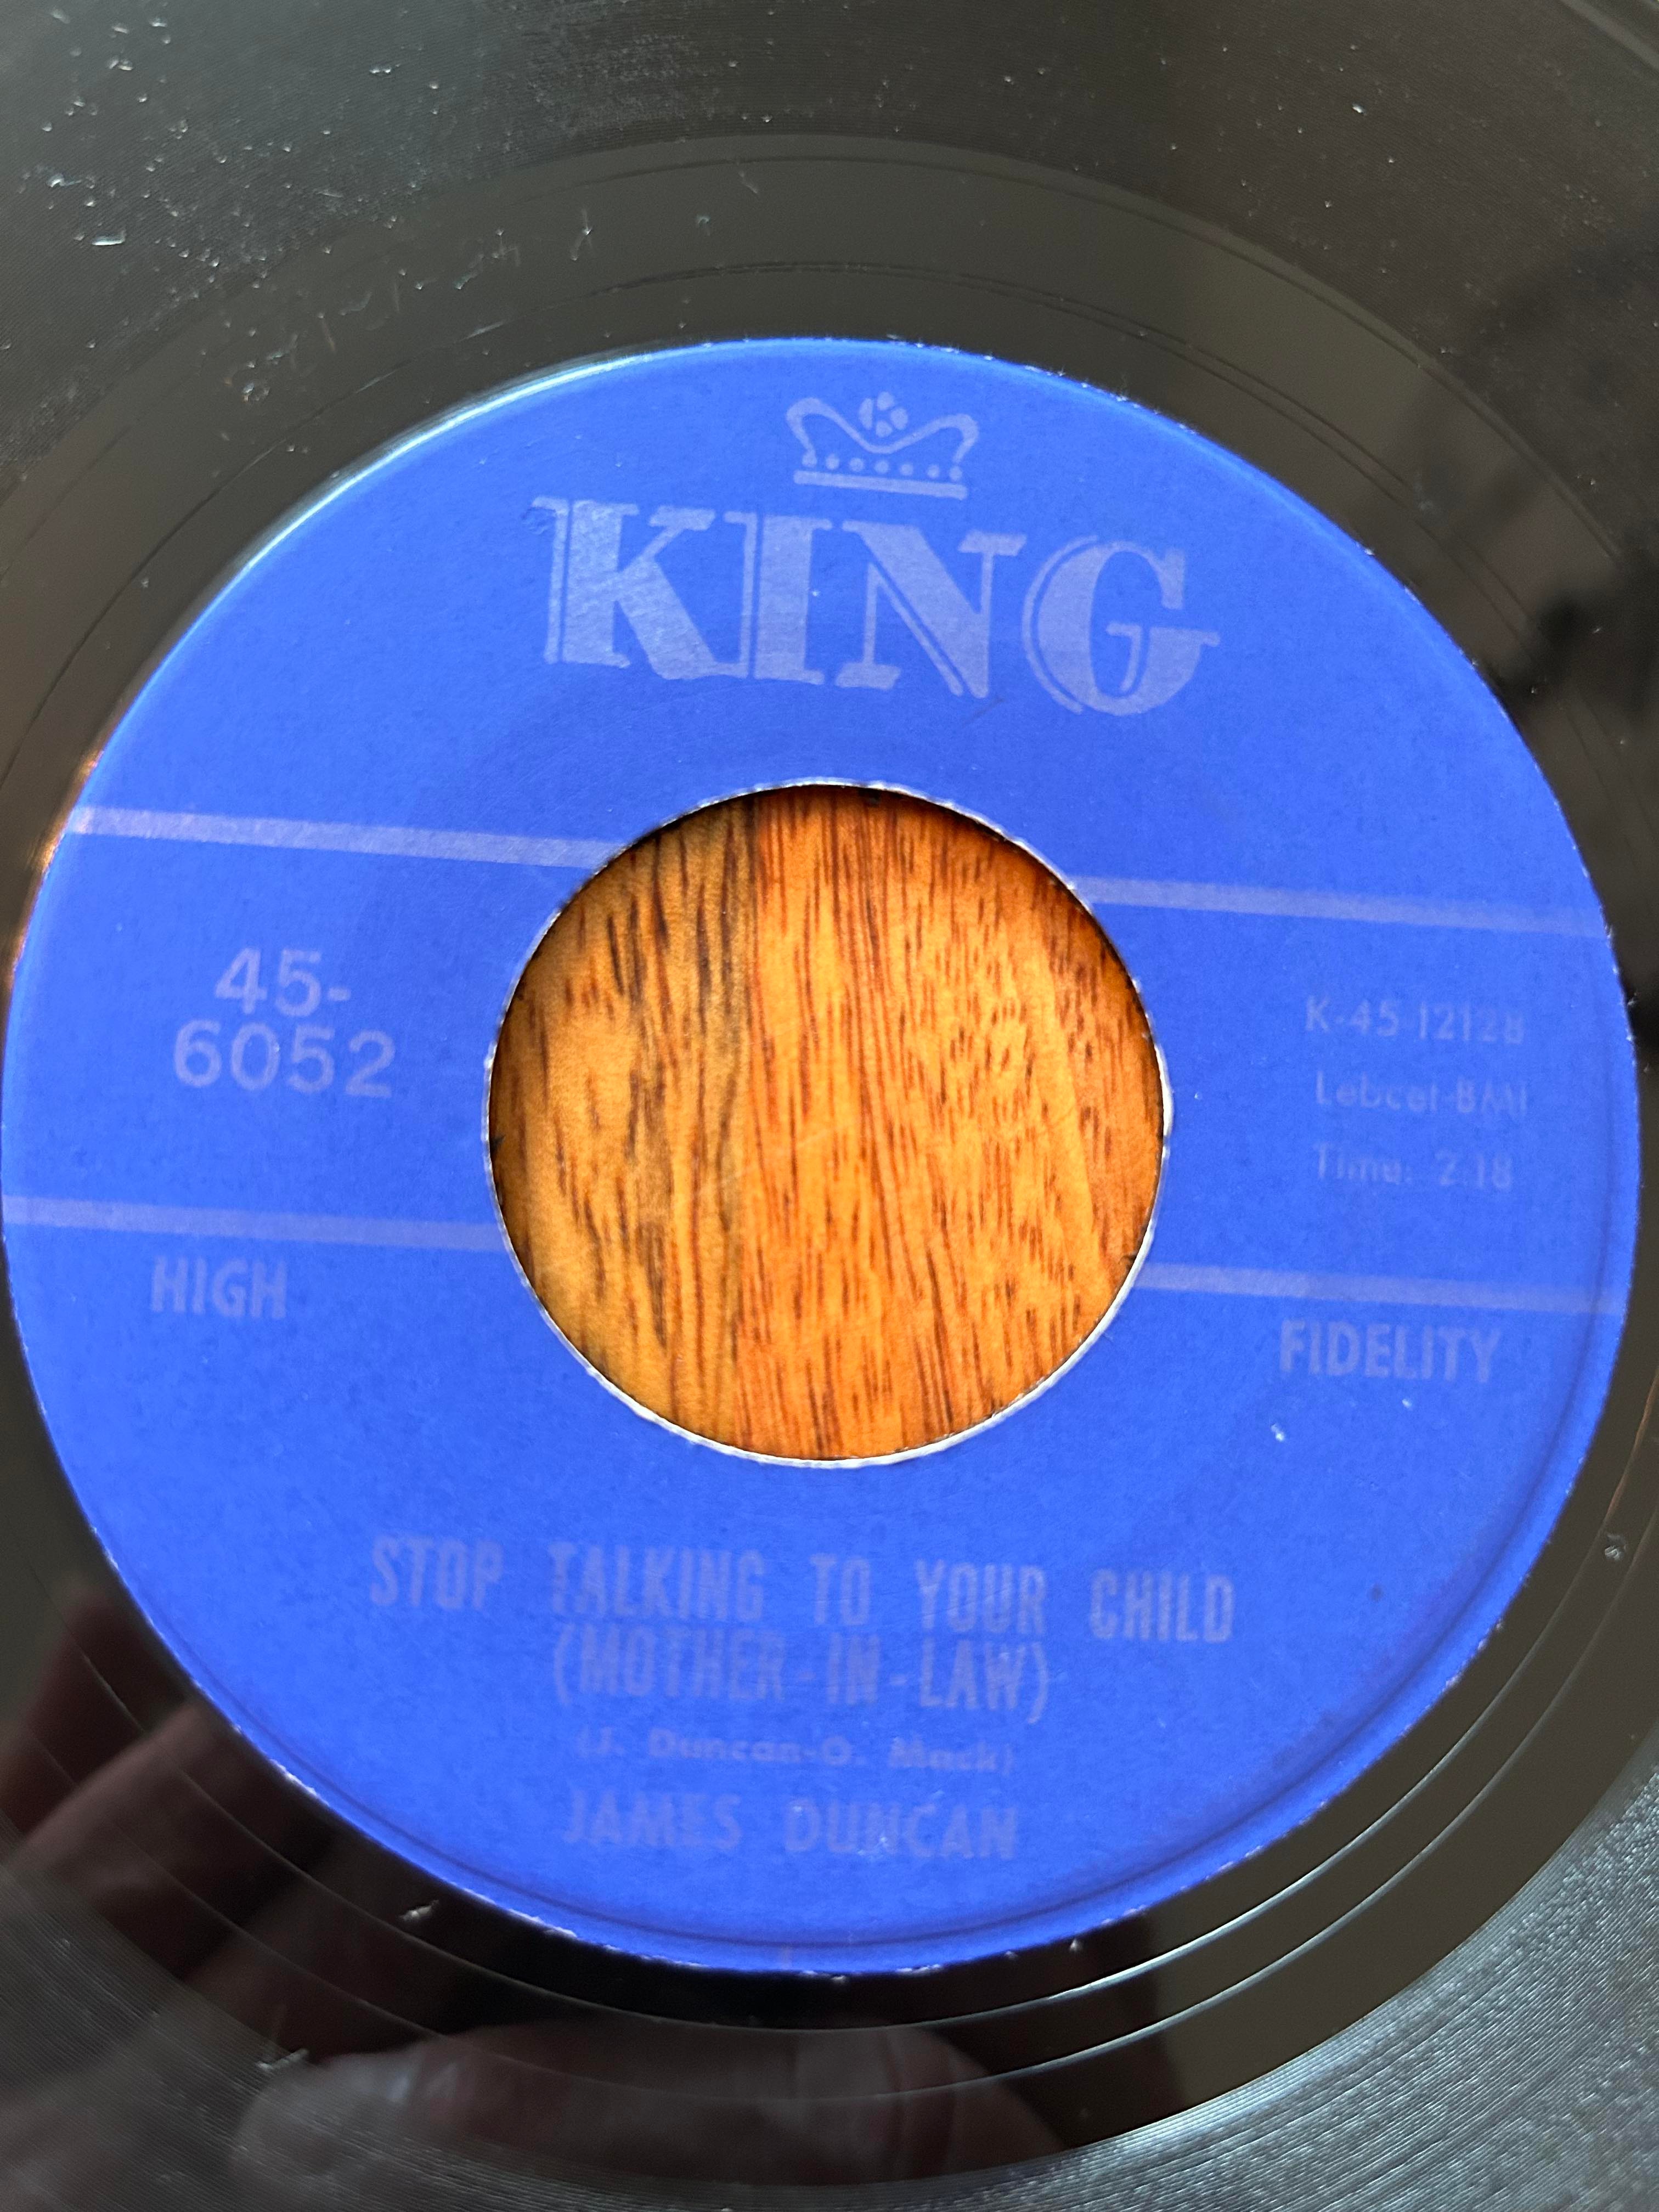 KING
45-
6052
K-45-12128
Lebcet-BMI
Time: 2:18
HIGH
FIDELITY
STOP TALKING TO YOUR CHILD
(MOTHER-IN-LAW)
(J. Duncan-O. Mack)
JAMES DUNCAN